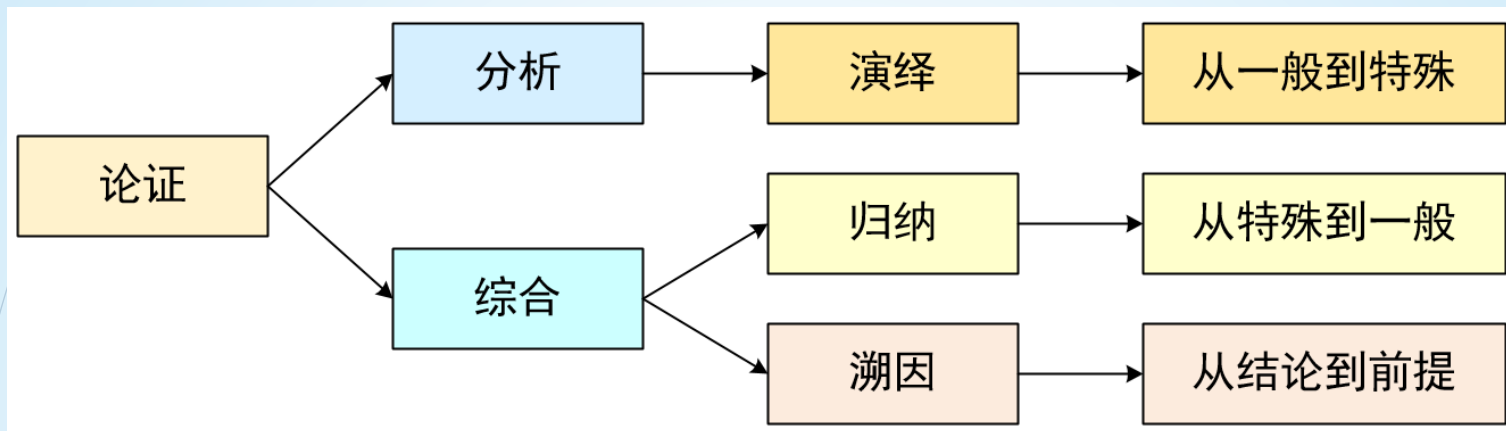 分析
演绎
从一般到特殊
论证
归纳
从特殊到一般
综合
溯因
从结论到前提